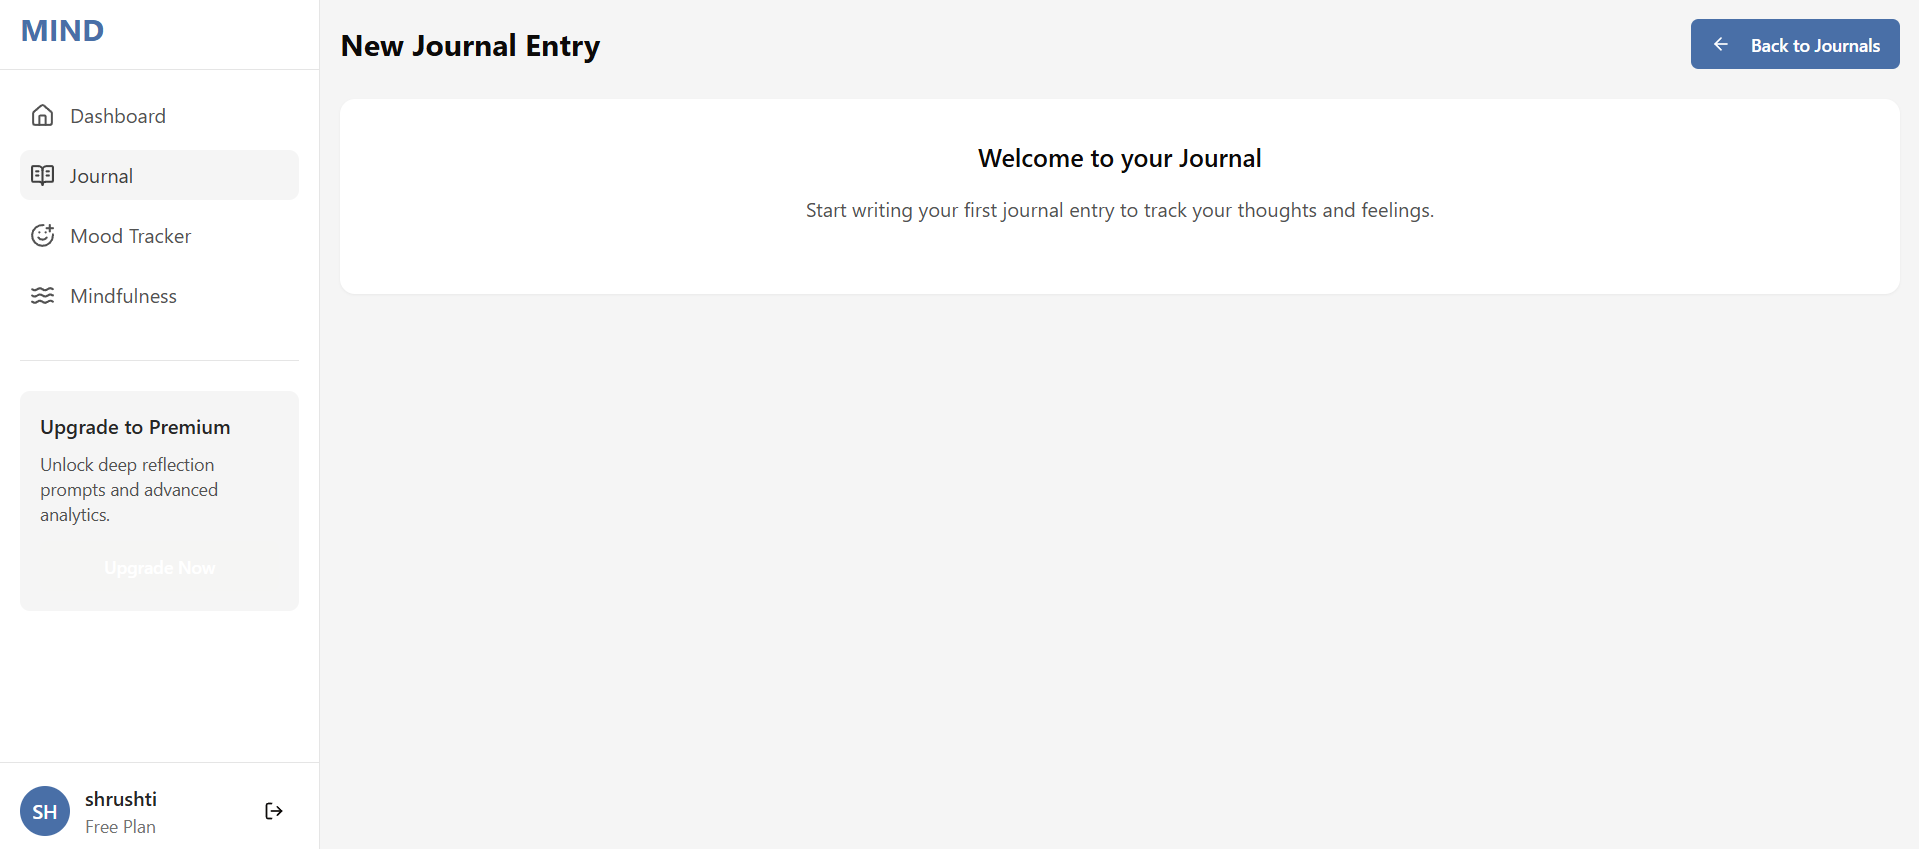 MIND
Dashboard
Journal
Mood Tracker
Mindfulness
Upgrade to Premium
Unlock deep reflection
prompts and advanced
analytics.
Upgrade Now
SH
shrushti
Free Plan
New Journal Entry
Back to Journals
Welcome to your Journal
Start writing your first journal entry to track your thoughts and feelings.